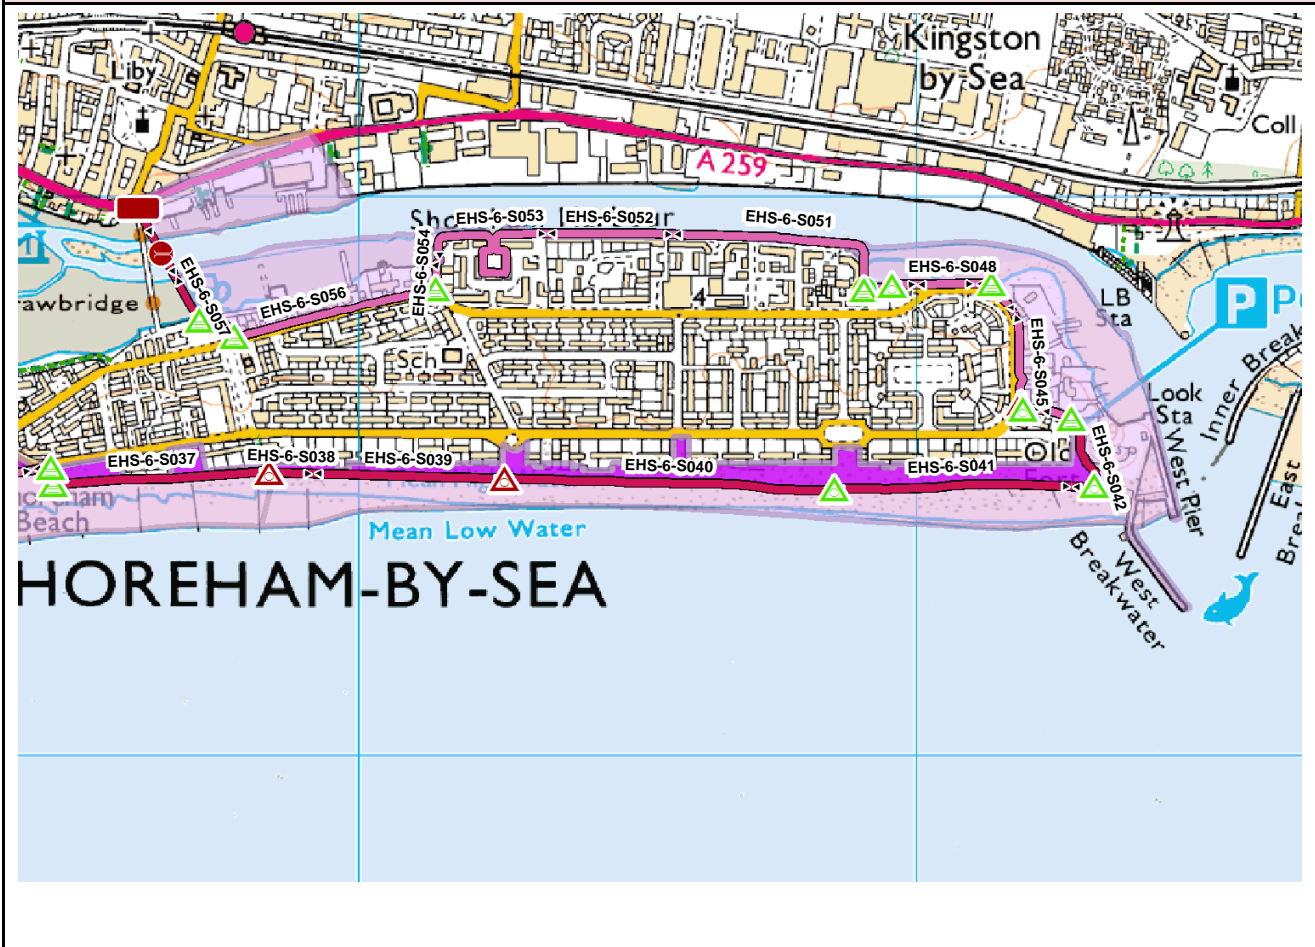 Kingston
by Sea
Liby
Coll
A 259
EHS-6-S053
EHS-6-S052
EHS-6-S051
EHS-6-S054
EHS-6-S048
EHS-6-S057
EHS-6-S056
4
awbridge
LB
Sta
P
Sch
EHS-6-S045
Look
Sta
Inner Break
West Pier
EHS-6-S037
EHS-6-S038
EHS-6-S039
EHS-6-S040
EHS-6-S041
Old
EHS-6-S042
Beach
Mean Low Water
West
Breakwater
East
HOREHAM-BY-SEA